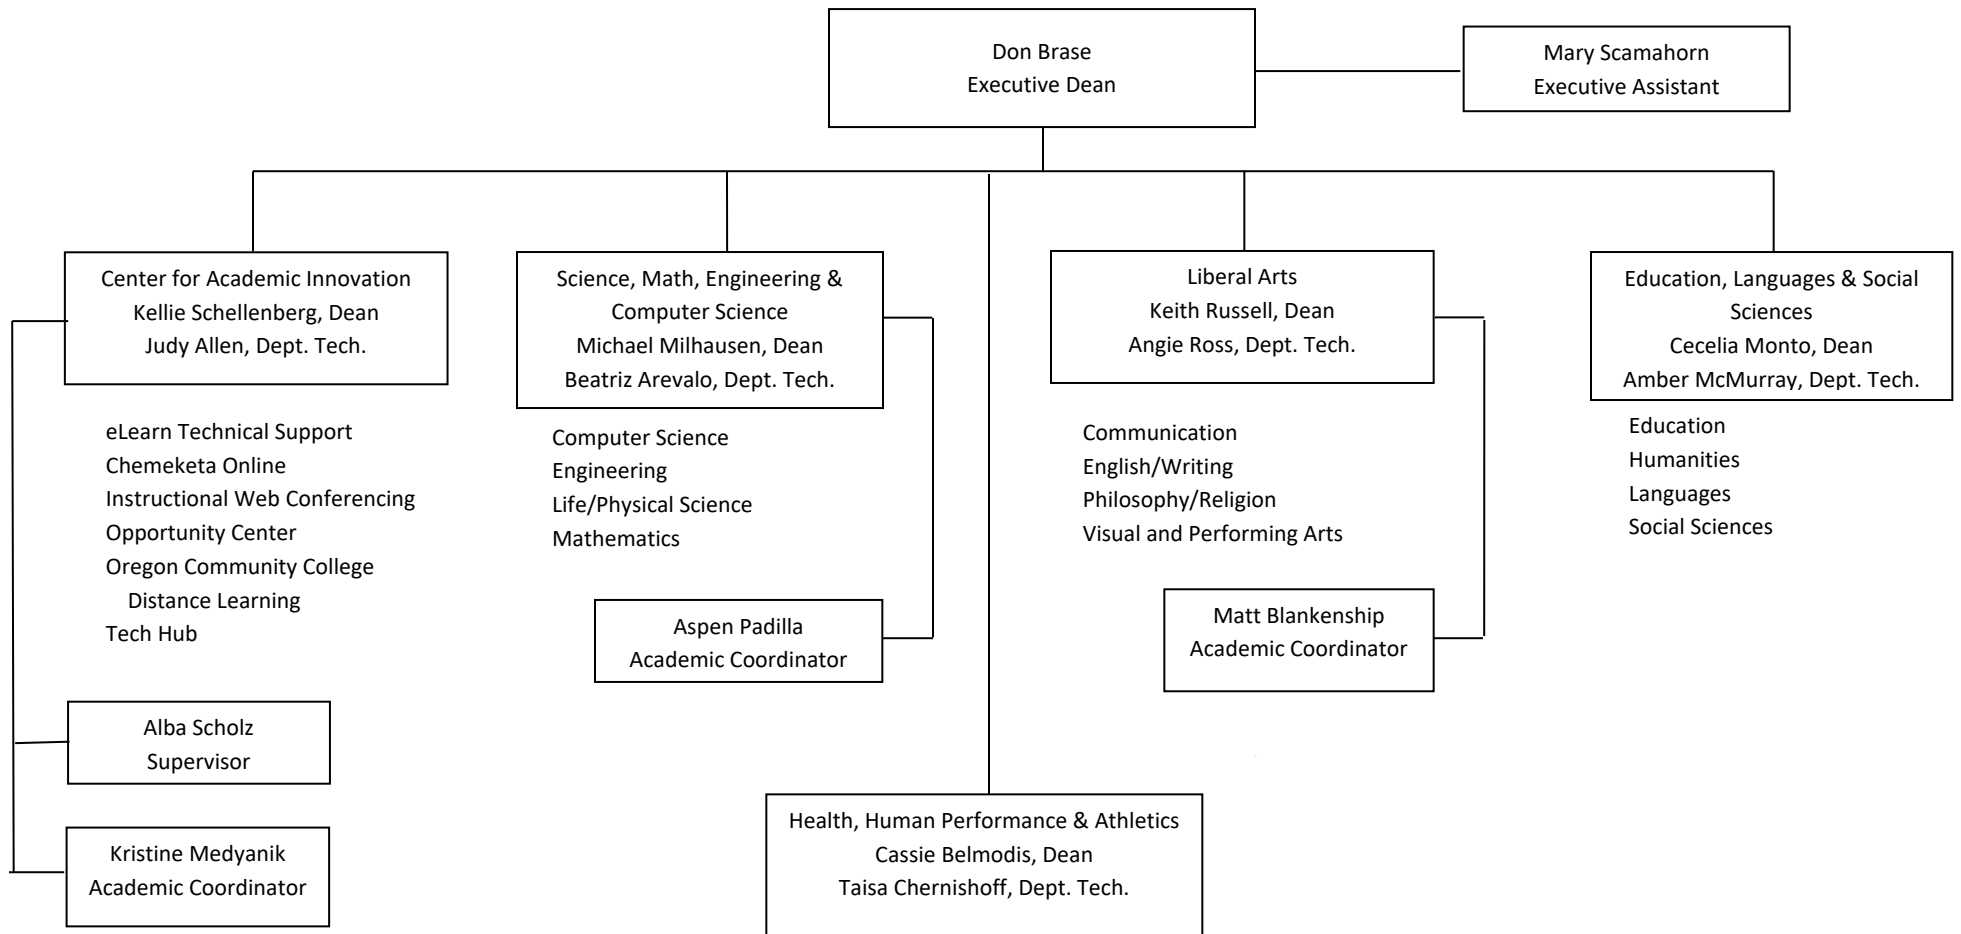 Don Brase
Executive Dean
Mary Scamahorn
Executive Assistant
Center for Academic Innovation
Kellie Schellenberg, Dean
Judy Allen, Dept. Tech.
eLearn Technical Support
Chemeketa Online
Instructional Web Conferencing
Opportunity Center
Oregon Community College
Distance Learning
Tech Hub
Alba Scholz
Supervisor
Kristine Medyanik
Academic Coordinator
Science, Math, Engineering &
Computer Science
Michael Milhausen, Dean
Beatriz Arevalo, Dept. Tech.
Computer Science
Engineering
Life/Physical Science
Mathematics
Aspen Padilla
Academic Coordinator
Health, Human Performance & Athletics
Cassie Belmodis, Dean
Taisa Chernishoff, Dept. Tech.
Liberal Arts
Keith Russell, Dean
Angie Ross, Dept. Tech.
Communication
English/Writing
Philosophy/Religion
Visual and Performing Arts
Matt Blankenship
Academic Coordinator
Education, Languages & Social
Sciences
Cecelia Monto, Dean
Amber McMurray, Dept. Tech.
Education
Humanities
Languages
Social Sciences